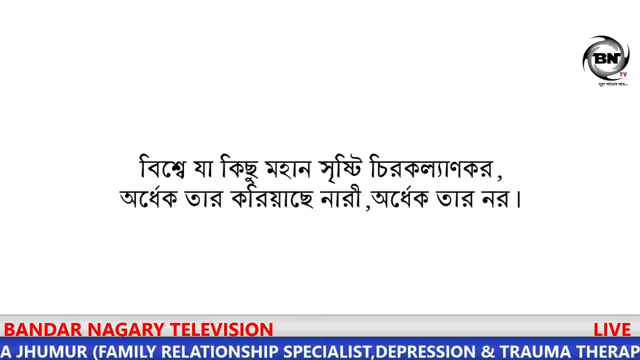 BN
TV
বিশ্বে যা কিছু মহান সৃষ্টি চিরকল্যাণকর,
অর্ধেক তার করিয়াছে নারী,অর্ধেক তার নর।
BANDAR NAGARY TELEVISION
LIVE
A JHUMUR (FAMILY RELATIONSHIP SPECIALIST,DEPRESSION & TRAUMA THERAP